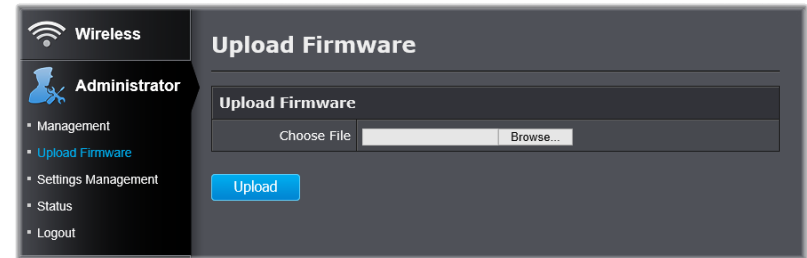 Wireless
Administrator
Management
Upload Firmware
Settings Management
Status
Logout
Upload Firmware
Upload Firmware
Choose File Browse...
Upload